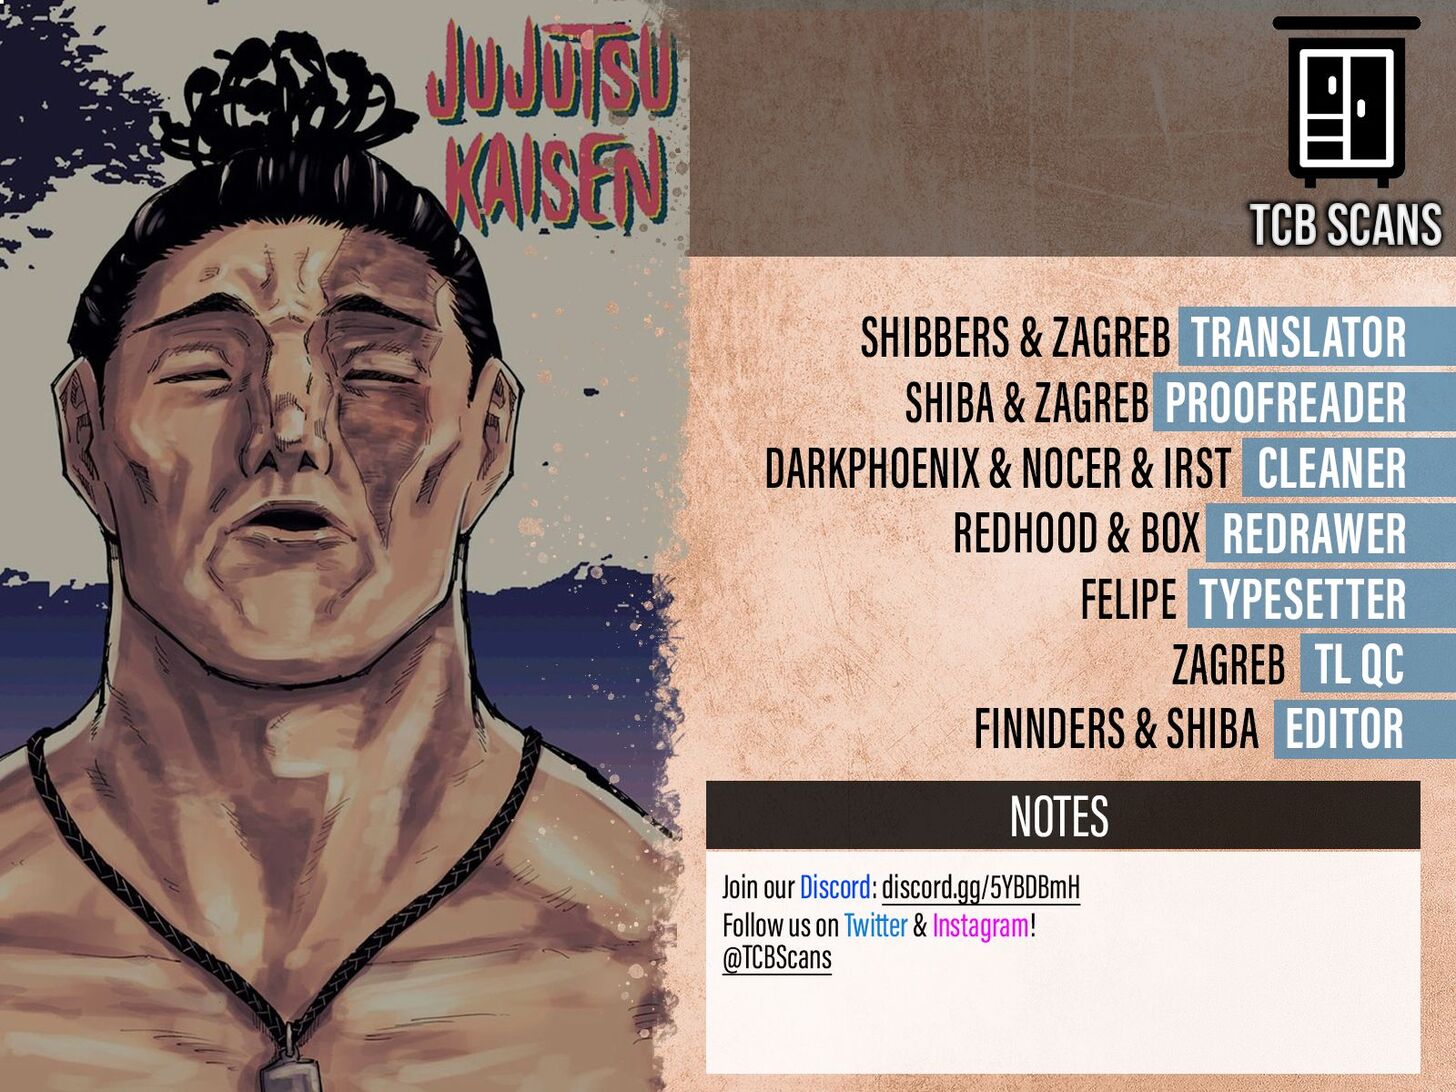 JUJUTSU
KAISEN
TCB SCANS
SHIBBERS & ZAGREB TRANSLATOR
SHIBA & ZAGREB PROOFREADER
DARKPHOENIX & NOCER & IRST CLEANER
REDHOOD & BOX REDRAWER
FELIPE TYPESETTER
ZAGREB TL QC
FINNDERS & SHIBA EDITOR
NOTES
Join our Discord: discord.gg/5YBDBmH
Follow us on Twitter & Instagram!
@TCBScans